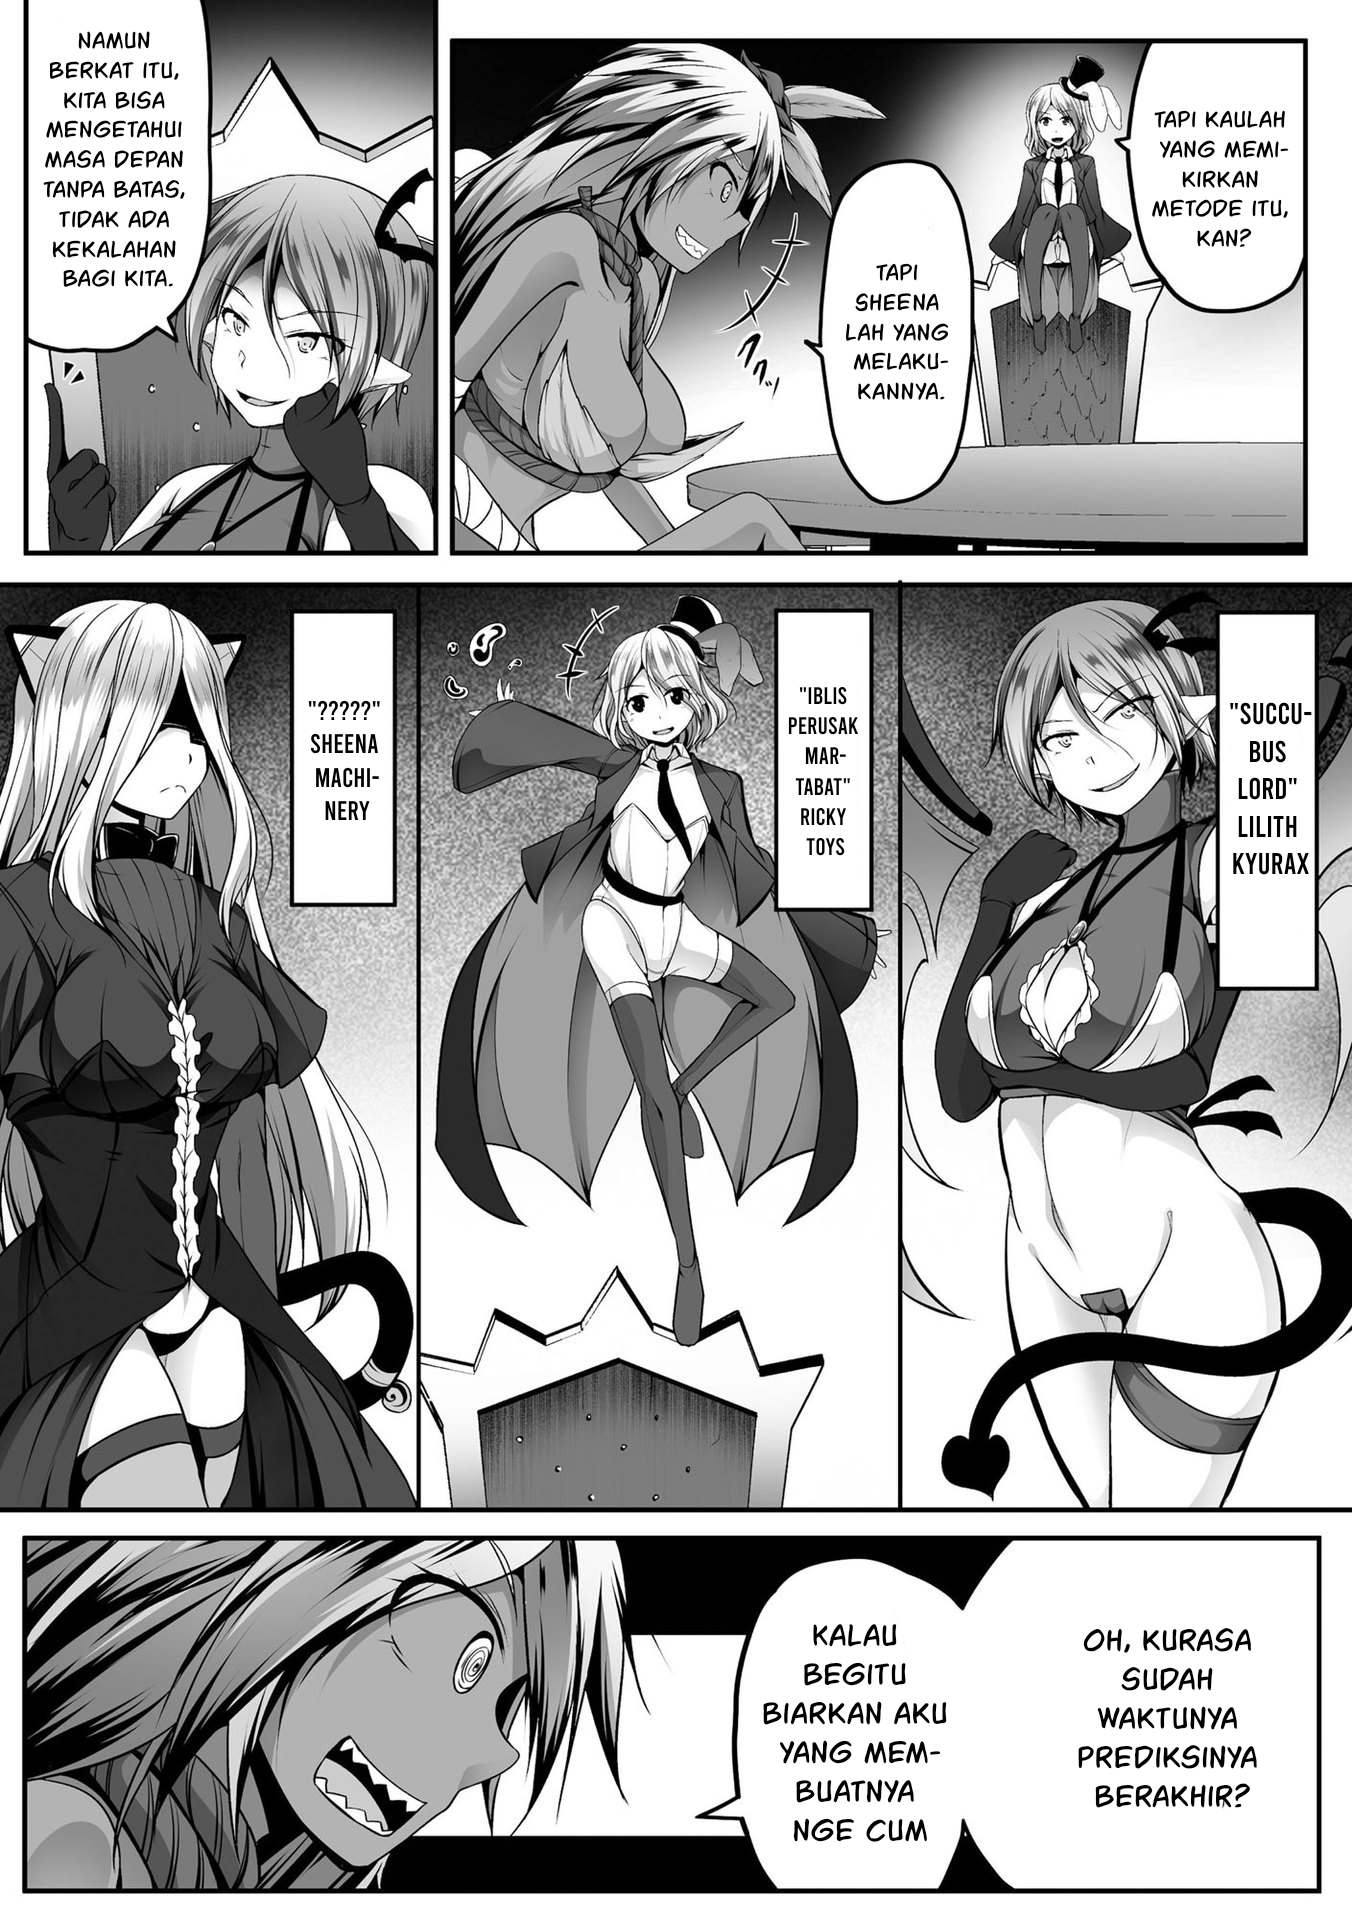 TAPI KAULAH
YANG MEMI-
KIRKAN
METODE ITU,
KAN?
TAPI
SHEENA
LAH YANG
MELAKU-
KANNYA.
NAMUN
BERKAT ITU,
KITA BISA
MENGETAHUI
MASA DEPAN
TANPA BATAS,
TIDAK ADA
KEKALAHAN
BAGI KITA.
"SUCCU-
BUS
LORD"
LILITH
KYURAX
"IBLIS
PERUSAK
MAR-
TABAT"
RICKY
TOYS
"?????"
SHEENA
MACHI-
NERY
OH, KURASA
SUDAH
WAKTUNYA
PREDIKSINYA
BERAKHIR?
KALAU
BEGITU
BIARKAN AKU
YANG MEM-
BUATNYA
NGE CUM